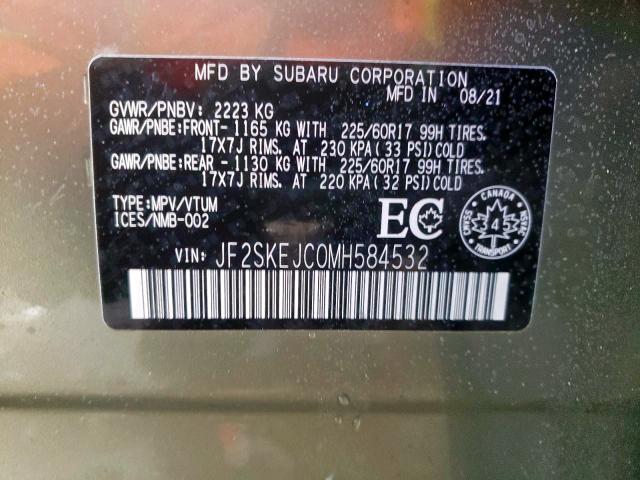 MFD BY SUBARU CORPORATION
MFD IN 08/21
GVWR/PNBV: 2223 KG
GAWR/PNBE:FRONT- 1165 KG WITH 225/60R17 99H TIRES.
17X7J RIMS. AT 230 KPA(33 PSI)COLD
GAWR/PNBE:REAR - 1130 KG WITH 225/60R17 99H TIRES.
17X7J RIMS. AT 220 KPA(32 PSI)COLD
TYPE:MPV/VTUM
ICES/NMB-002
EC
CANADA
CMVSS
NSVAC
4
TRANSPORT
VIN: JF2SKEJC0MH584532